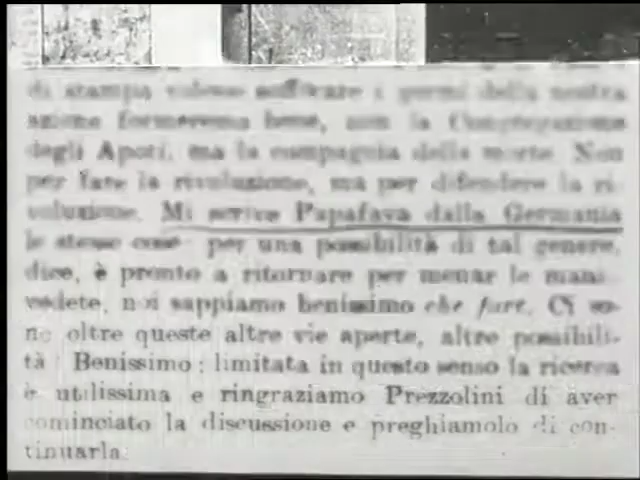 di stampa volesse soffocare i germi della nostra
azione formeremo bene, non la Congregazione
degli Apoti, ma la compagnia della morte. Non
per fare la rivoluzione, ma per difendere la ri-
voluzione. Mi scrive Papafava dalla Germania
le stesse cose per una possibilità di tal genere,
dice, è pronto a ritornare per menar le mani
vedete, noi sappiamo benissimo che fare. Ci so-
no oltre queste altre vie aperte, altre possibili-
tà? Benissimo: limitata in questo senso la ricerca
è utilissima e ringraziamo Prezzolini di aver
cominciato la discussione e preghiamolo di con-
tinuarla.